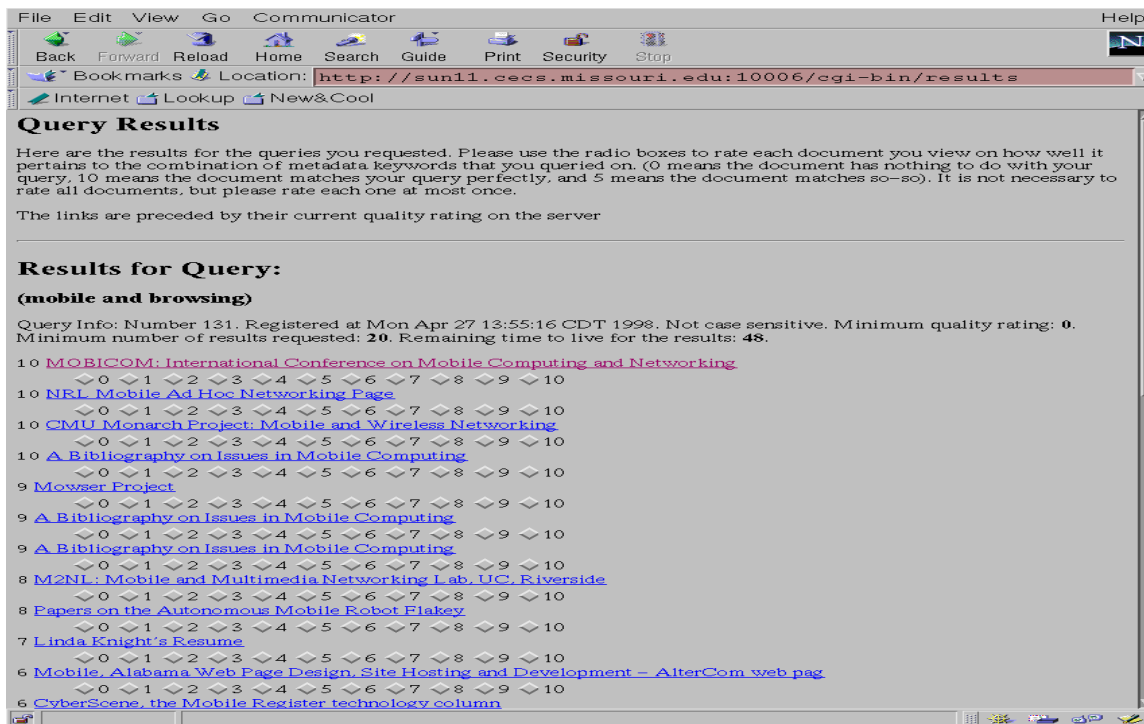 File Edit View Go Communicator Help
Back Forward Reload Home Search Guide Print Security Stop
N
Bookmarks Location: http://sun11.cecs.missouri.edu:10006/cgi-bin/results
Internet Lookup New&Cool
Query Results
Here are the results for the queries you requested. Please use the radio boxes to rate each document you view on how well it
pertains to the combination of metadata keywords that you queried on. (0 means the document has nothing to do with your
query, 10 means the document matches your query perfectly, and 5 means the document matches so-so). It is not necessary to
rate all documents, but please rate each one at most once.
The links are preceded by their current quality rating on the server
Results for Query:
(mobile and browsing)
Query Info: Number 131. Registered at Mon Apr 27 13:55:16 CDT 1998. Not case sensitive. Minimum quality rating: 0.
Minimum number of results requested: 20. Remaining time to live for the results: 48.
10 MOBICOM: International Conference on Mobile Computing and Networking
0 1 2 3 4 5 6 7 8 9 10
10 NRL Mobile Ad Hoc Networking Page
0 1 2 3 4 5 6 7 8 9 10
10 CMU Monarch Project: Mobile and Wireless Networking
0 1 2 3 4 5 6 7 8 9 10
10 A Bibliography on Issues in Mobile Computing
0 1 2 3 4 5 6 7 8 9 10
9 Mowser Project
0 1 2 3 4 5 6 7 8 9 10
9 A Bibliography on Issues in Mobile Computing
0 1 2 3 4 5 6 7 8 9 10
9 A Bibliography on Issues in Mobile Computing
0 1 2 3 4 5 6 7 8 9 10
8 M2NL: Mobile and Multimedia Networking Lab, UC, Riverside
0 1 2 3 4 5 6 7 8 9 10
8 Papers on the Autonomous Mobile Robot Flakey
0 1 2 3 4 5 6 7 8 9 10
7 Linda Knight's Resume
0 1 2 3 4 5 6 7 8 9 10
6 Mobile, Alabama Web Page Design, Site Hosting and Development - AlterCom web pag
0 1 2 3 4 5 6 7 8 9 10
6 CyberScene, the Mobile Register technology column